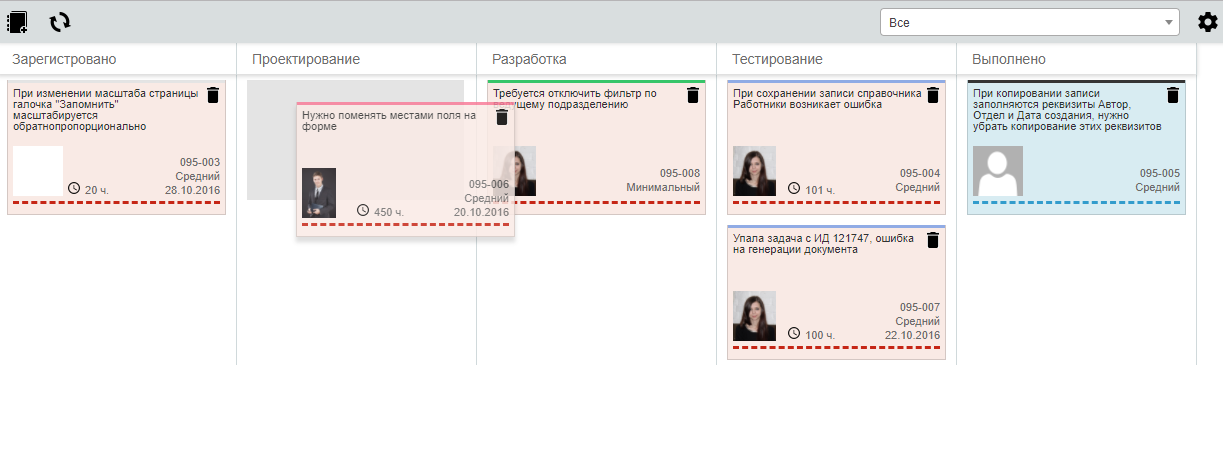 Все
Зарегистровано
Проектирование
Разработка
Тестирование
Выполнено
При изменении масштаба страницы
галочка "Запомнить"
масштабируется
обратнопропорционально
095-003
Средний
20 ч.
28.10.2016
Нужно поменять местами поля на
форме
095-006
Средний
450 ч.
20.10.2016
Требуется отключить фильтр по
подразделению
095-008
Минимальный
При сохранении записи справочника
Работники возникает ошибка
095-004
101 ч.
Средний
Упала задача с ИД 121747, ошибка
на генерации документа
095-007
Средний
100 ч.
22.10.2016
При копировании записи
заполняются реквизиты Автор,
Отдел и Дата создания, нужно
убрать копирование этих реквизитов
095-005
Средний